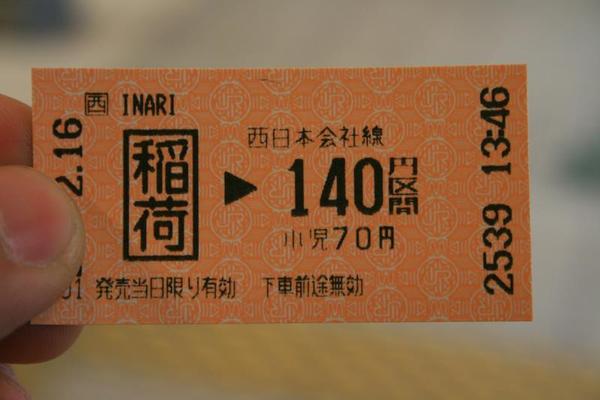 西 INARI
稲荷
西日本会社線
▶ 140円区間
小児70円
01 発売当日限り有効 下車前途無効
2.16
2539 13:46